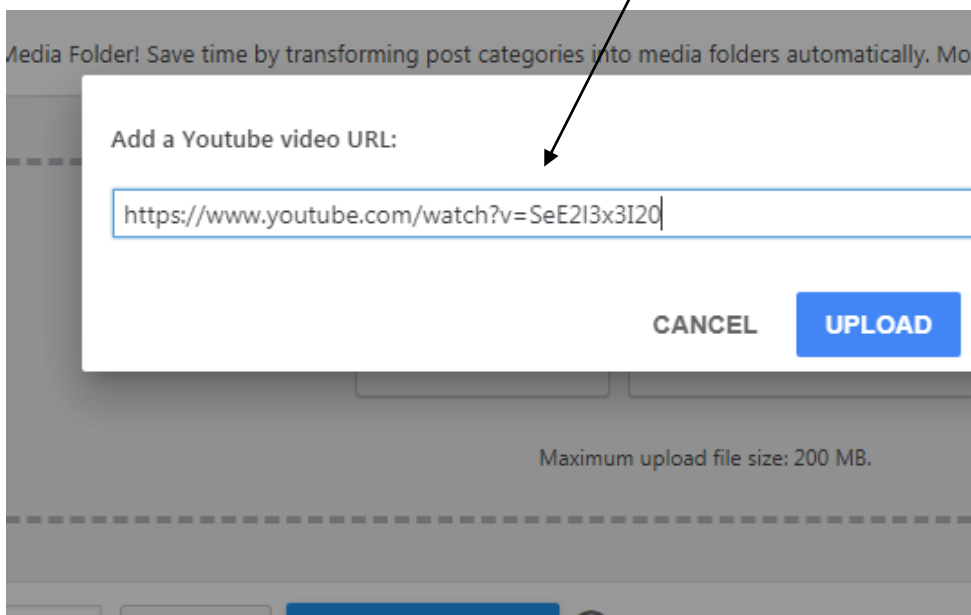 Media Folder! Save time by transforming post categories into media folders automatically. Mo
Add a Youtube video URL:
https://www.youtube.com/watch?v=SeE2l3x3I20
CANCEL
UPLOAD
Maximum upload file size: 200 MB.